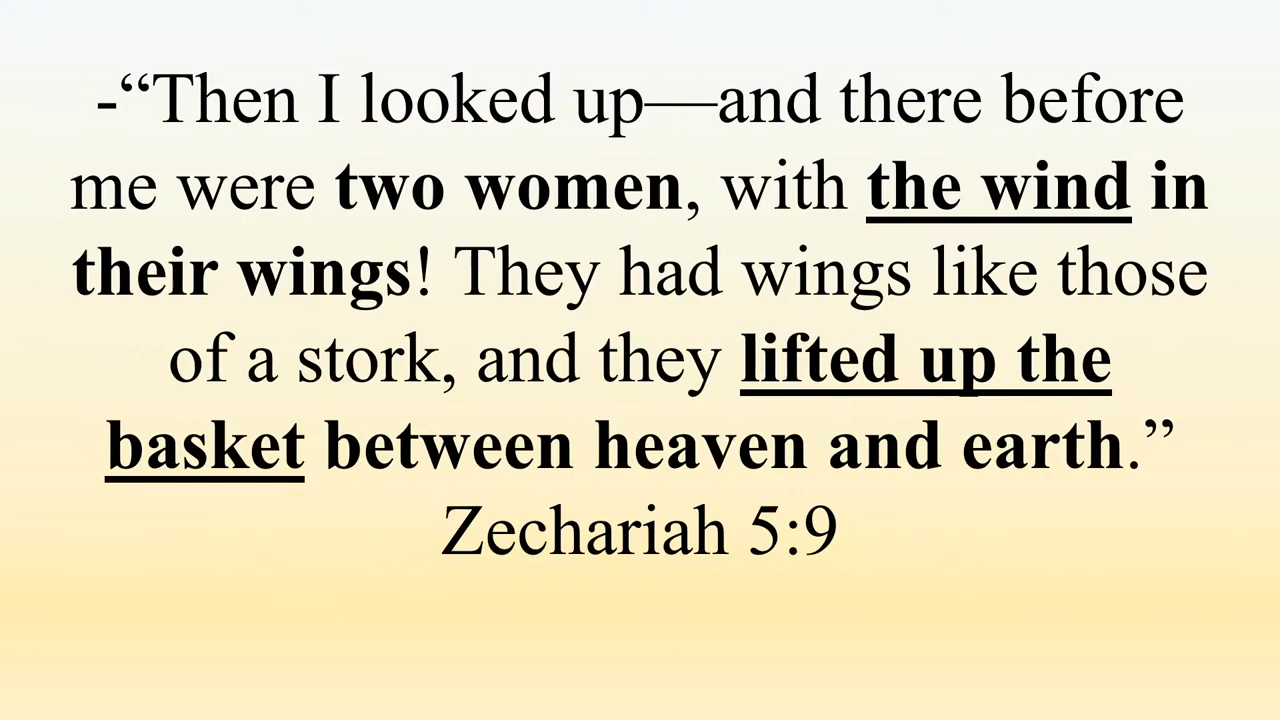 -“Then I looked up—and there before
me were two women, with the wind in
their wings! They had wings like those
of a stork, and they lifted up the
basket between heaven and earth.”
Zechariah 5:9